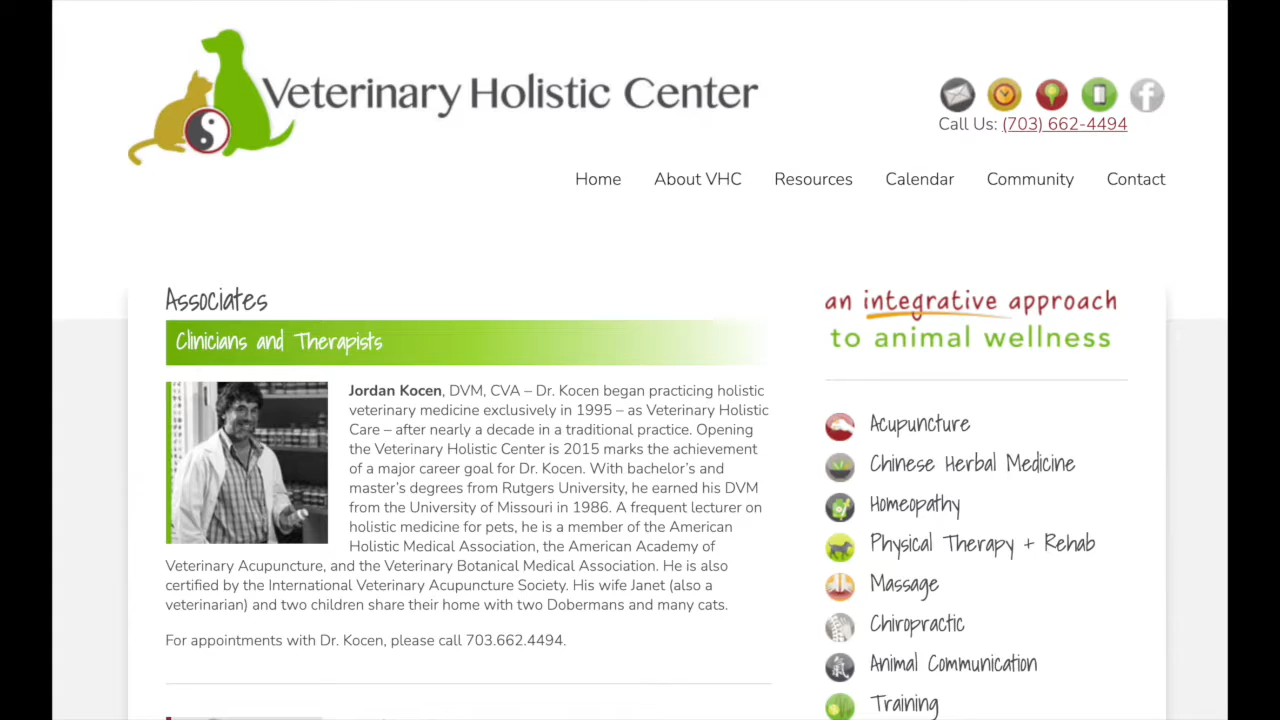 Veterinary Holistic Center
Call Us: (703) 662-4494
Home About VHC Resources Calendar Community Contact
Associates
Clinicians and Therapists
Jordan Kocen, DVM, CVA – Dr. Kocen began practicing holistic
veterinary medicine exclusively in 1995 – as Veterinary Holistic
Care – after nearly a decade in a traditional practice. Opening
the Veterinary Holistic Center is 2015 marks the achievement
of a major career goal for Dr. Kocen. With bachelor’s and
master’s degrees from Rutgers University, he earned his DVM
from the University of Missouri in 1986. A frequent lecturer on
holistic medicine for pets, he is a member of the American
Holistic Medical Association, the American Academy of
Veterinary Acupuncture, and the Veterinary Botanical Medical Association. He is also
certified by the International Veterinary Acupuncture Society. His wife Janet (also a
veterinarian) and two children share their home with two Dobermans and many cats.
For appointments with Dr. Kocen, please call 703.662.4494.
an integrative approach
to animal wellness
Acupuncture
Chinese Herbal Medicine
Homeopathy
Physical Therapy + Rehab
Massage
Chiropractic
氣
Animal Communication
Training